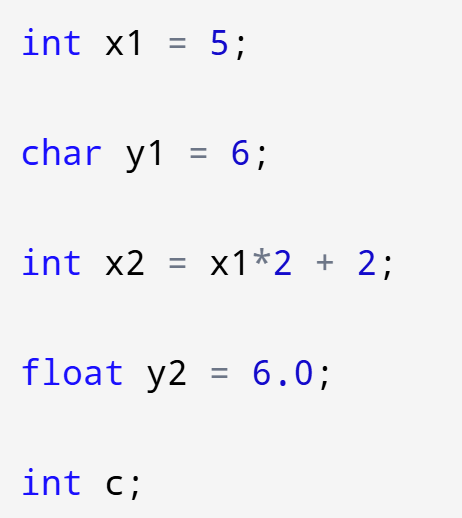 int x1 = 5;
char y1 = 6;
int x2 = x1*2 + 2;
float y2 = 6.0;
int c;